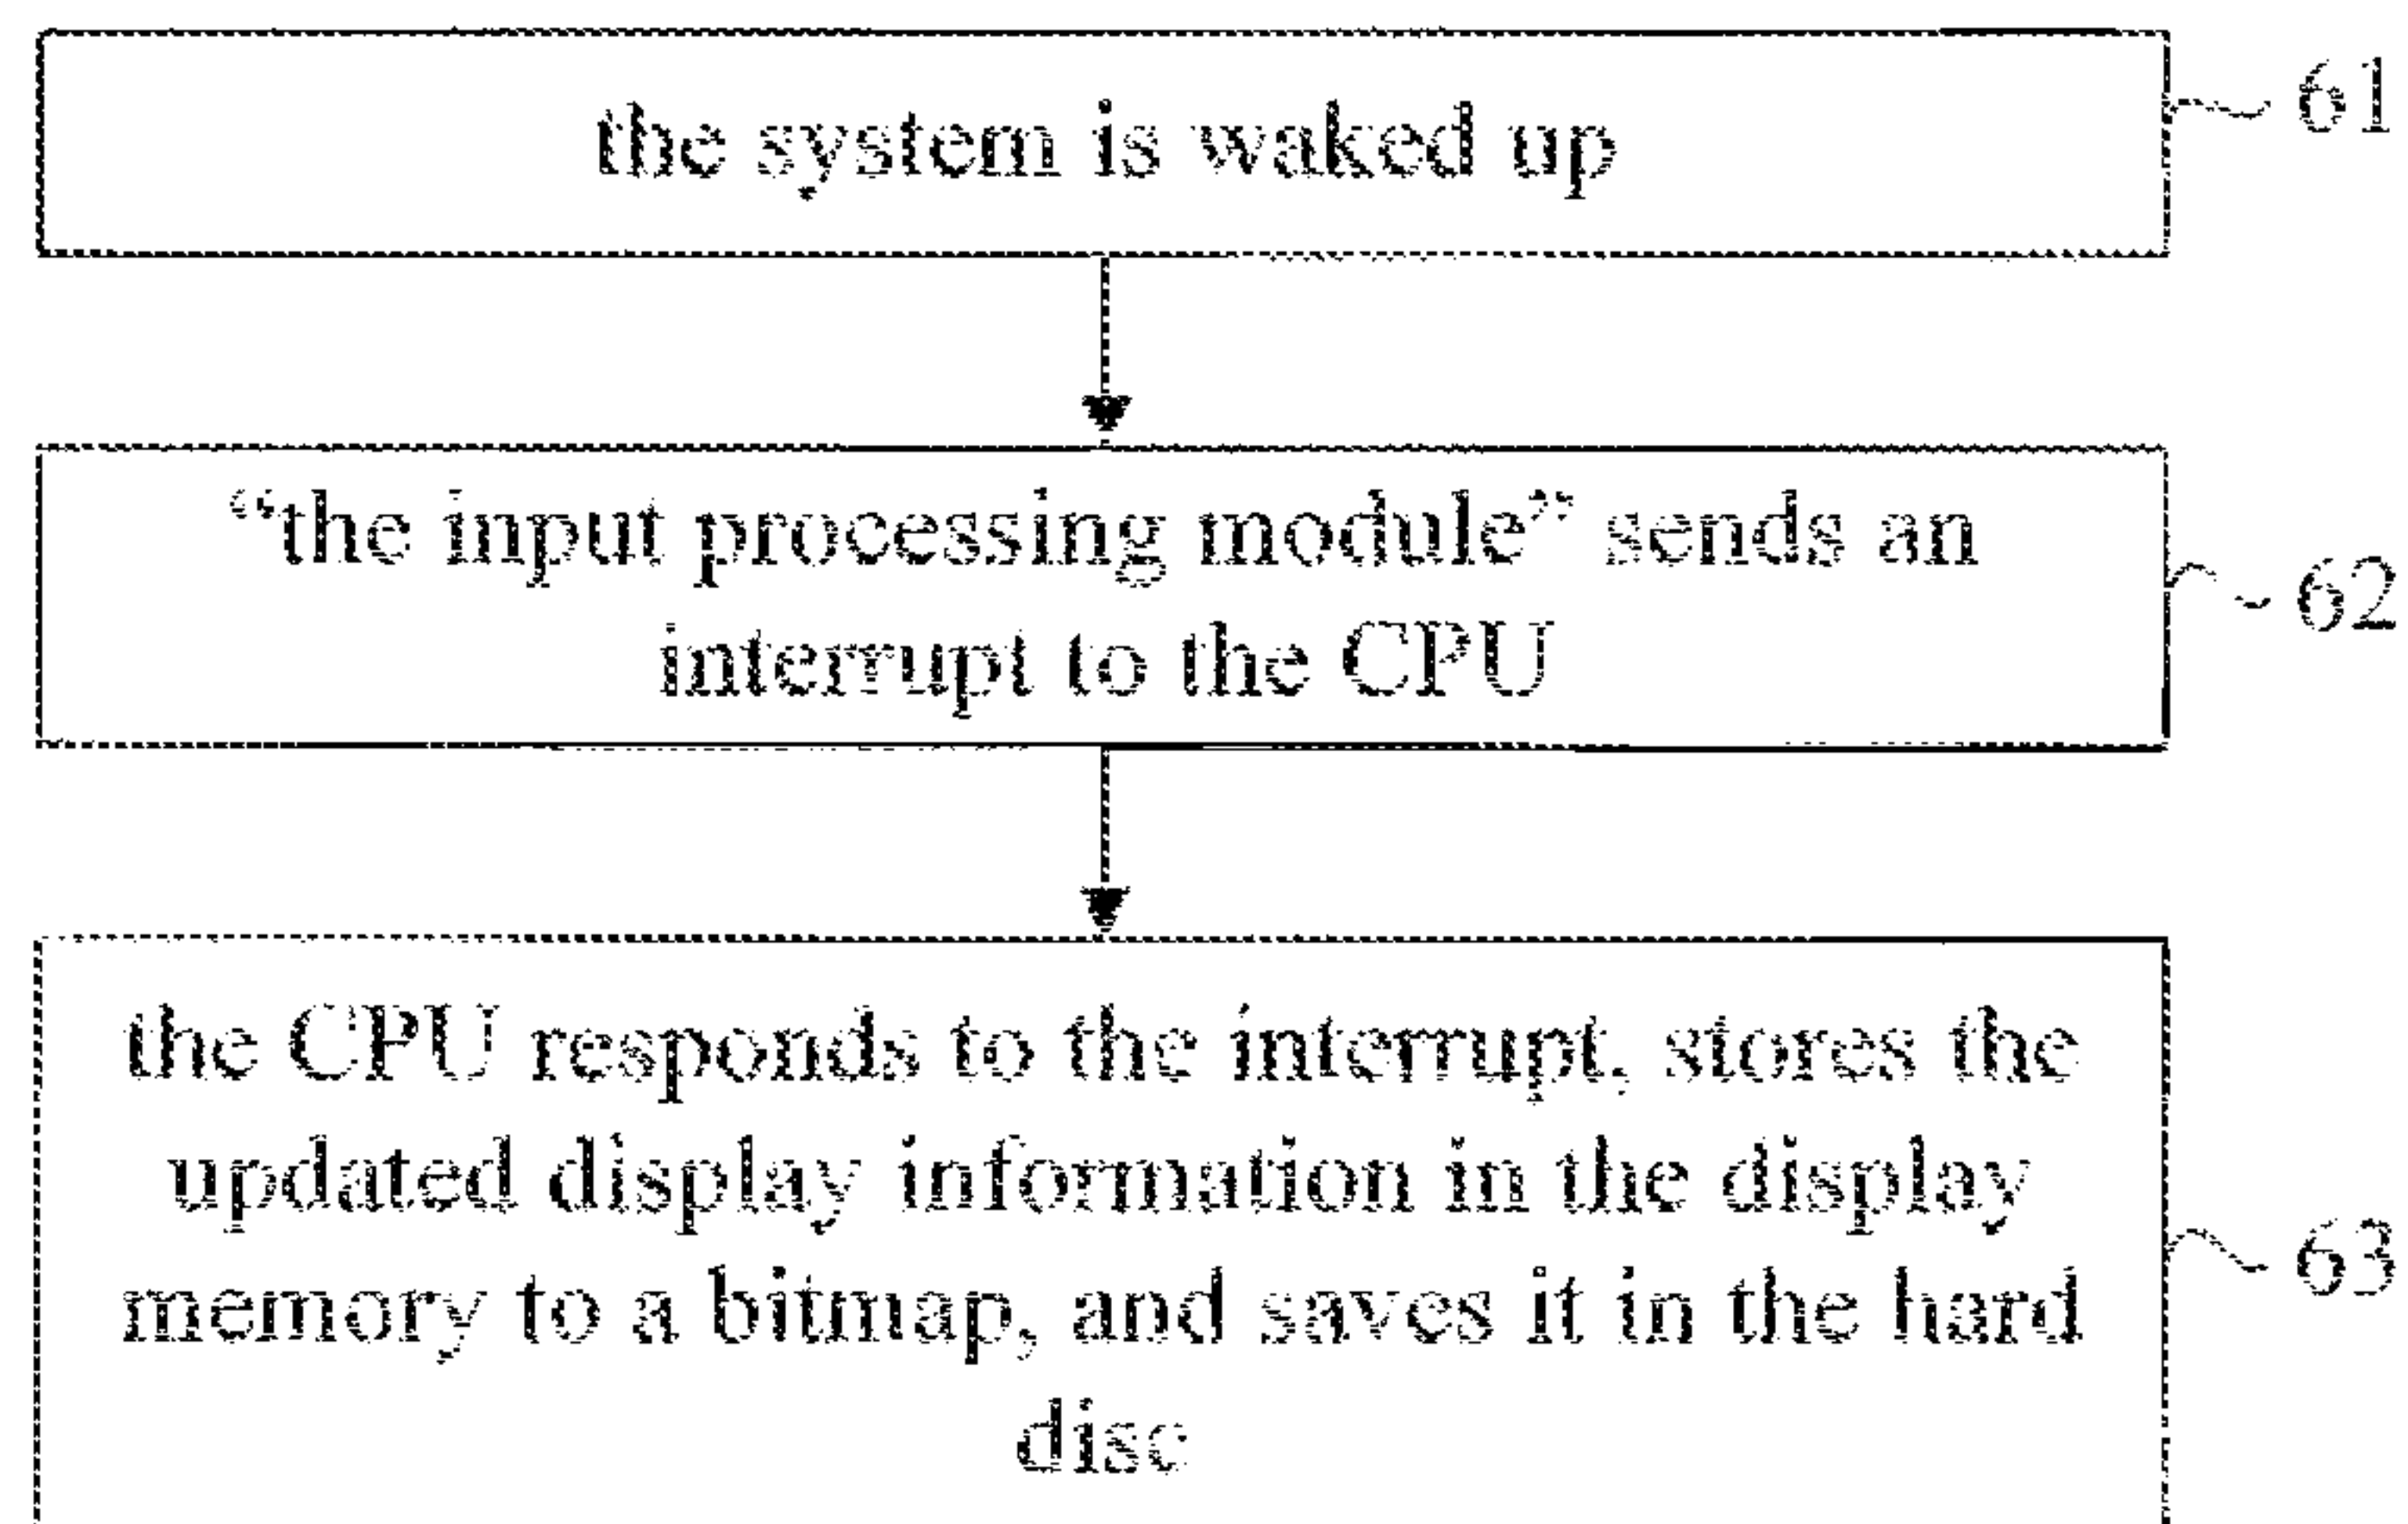 the system is waked up
61
“the input processing module” sends an
interrupt to the CPU
62
the CPU responds to the interrupt, stores the
updated display information in the display
memory to a bitmap, and saves it in the hard
disc
63